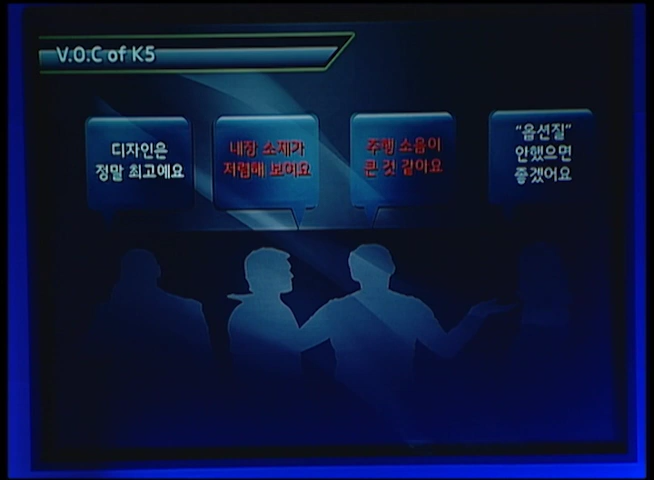 V.O.C of K5
디자인은
정말 최고예요
내장 소재가
저렴해 보여요
주행 소음이
큰 것 같아요
"옵션질"
안했으면
좋겠어요